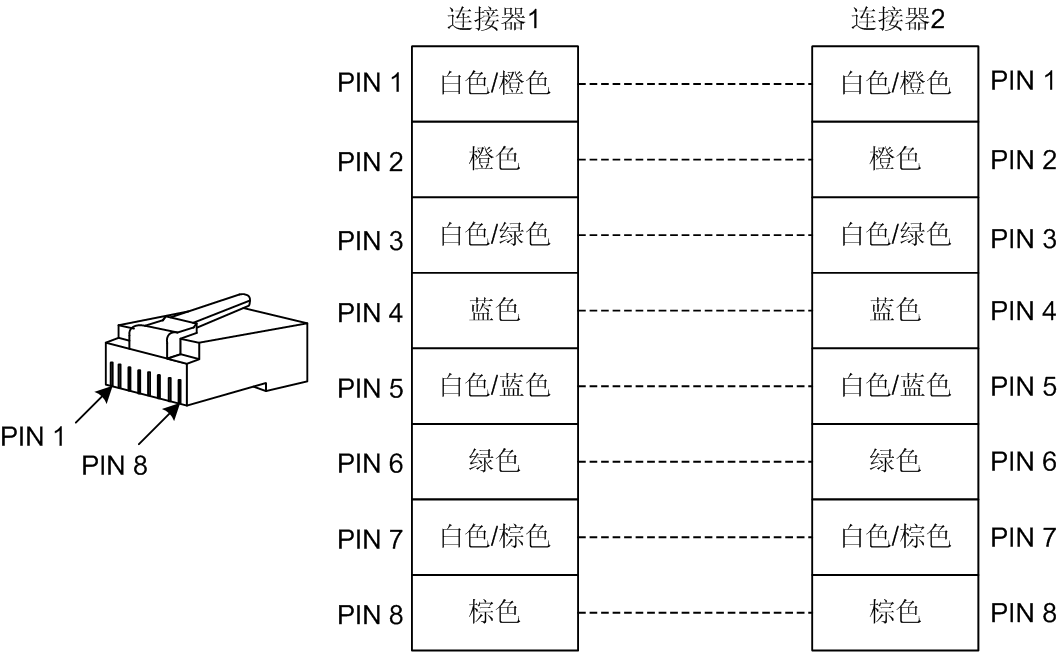 连接器1 连接器2
PIN 1 白色/橙色 白色/橙色 PIN 1
PIN 2 橙色 橙色 PIN 2
PIN 3 白色/绿色 白色/绿色 PIN 3
PIN 4 蓝色 蓝色 PIN 4
PIN 5 白色/蓝色 白色/蓝色 PIN 5
PIN 6 绿色 绿色 PIN 6
PIN 7 白色/棕色 白色/棕色 PIN 7
PIN 8 棕色 棕色 PIN 8
PIN 1
PIN 8